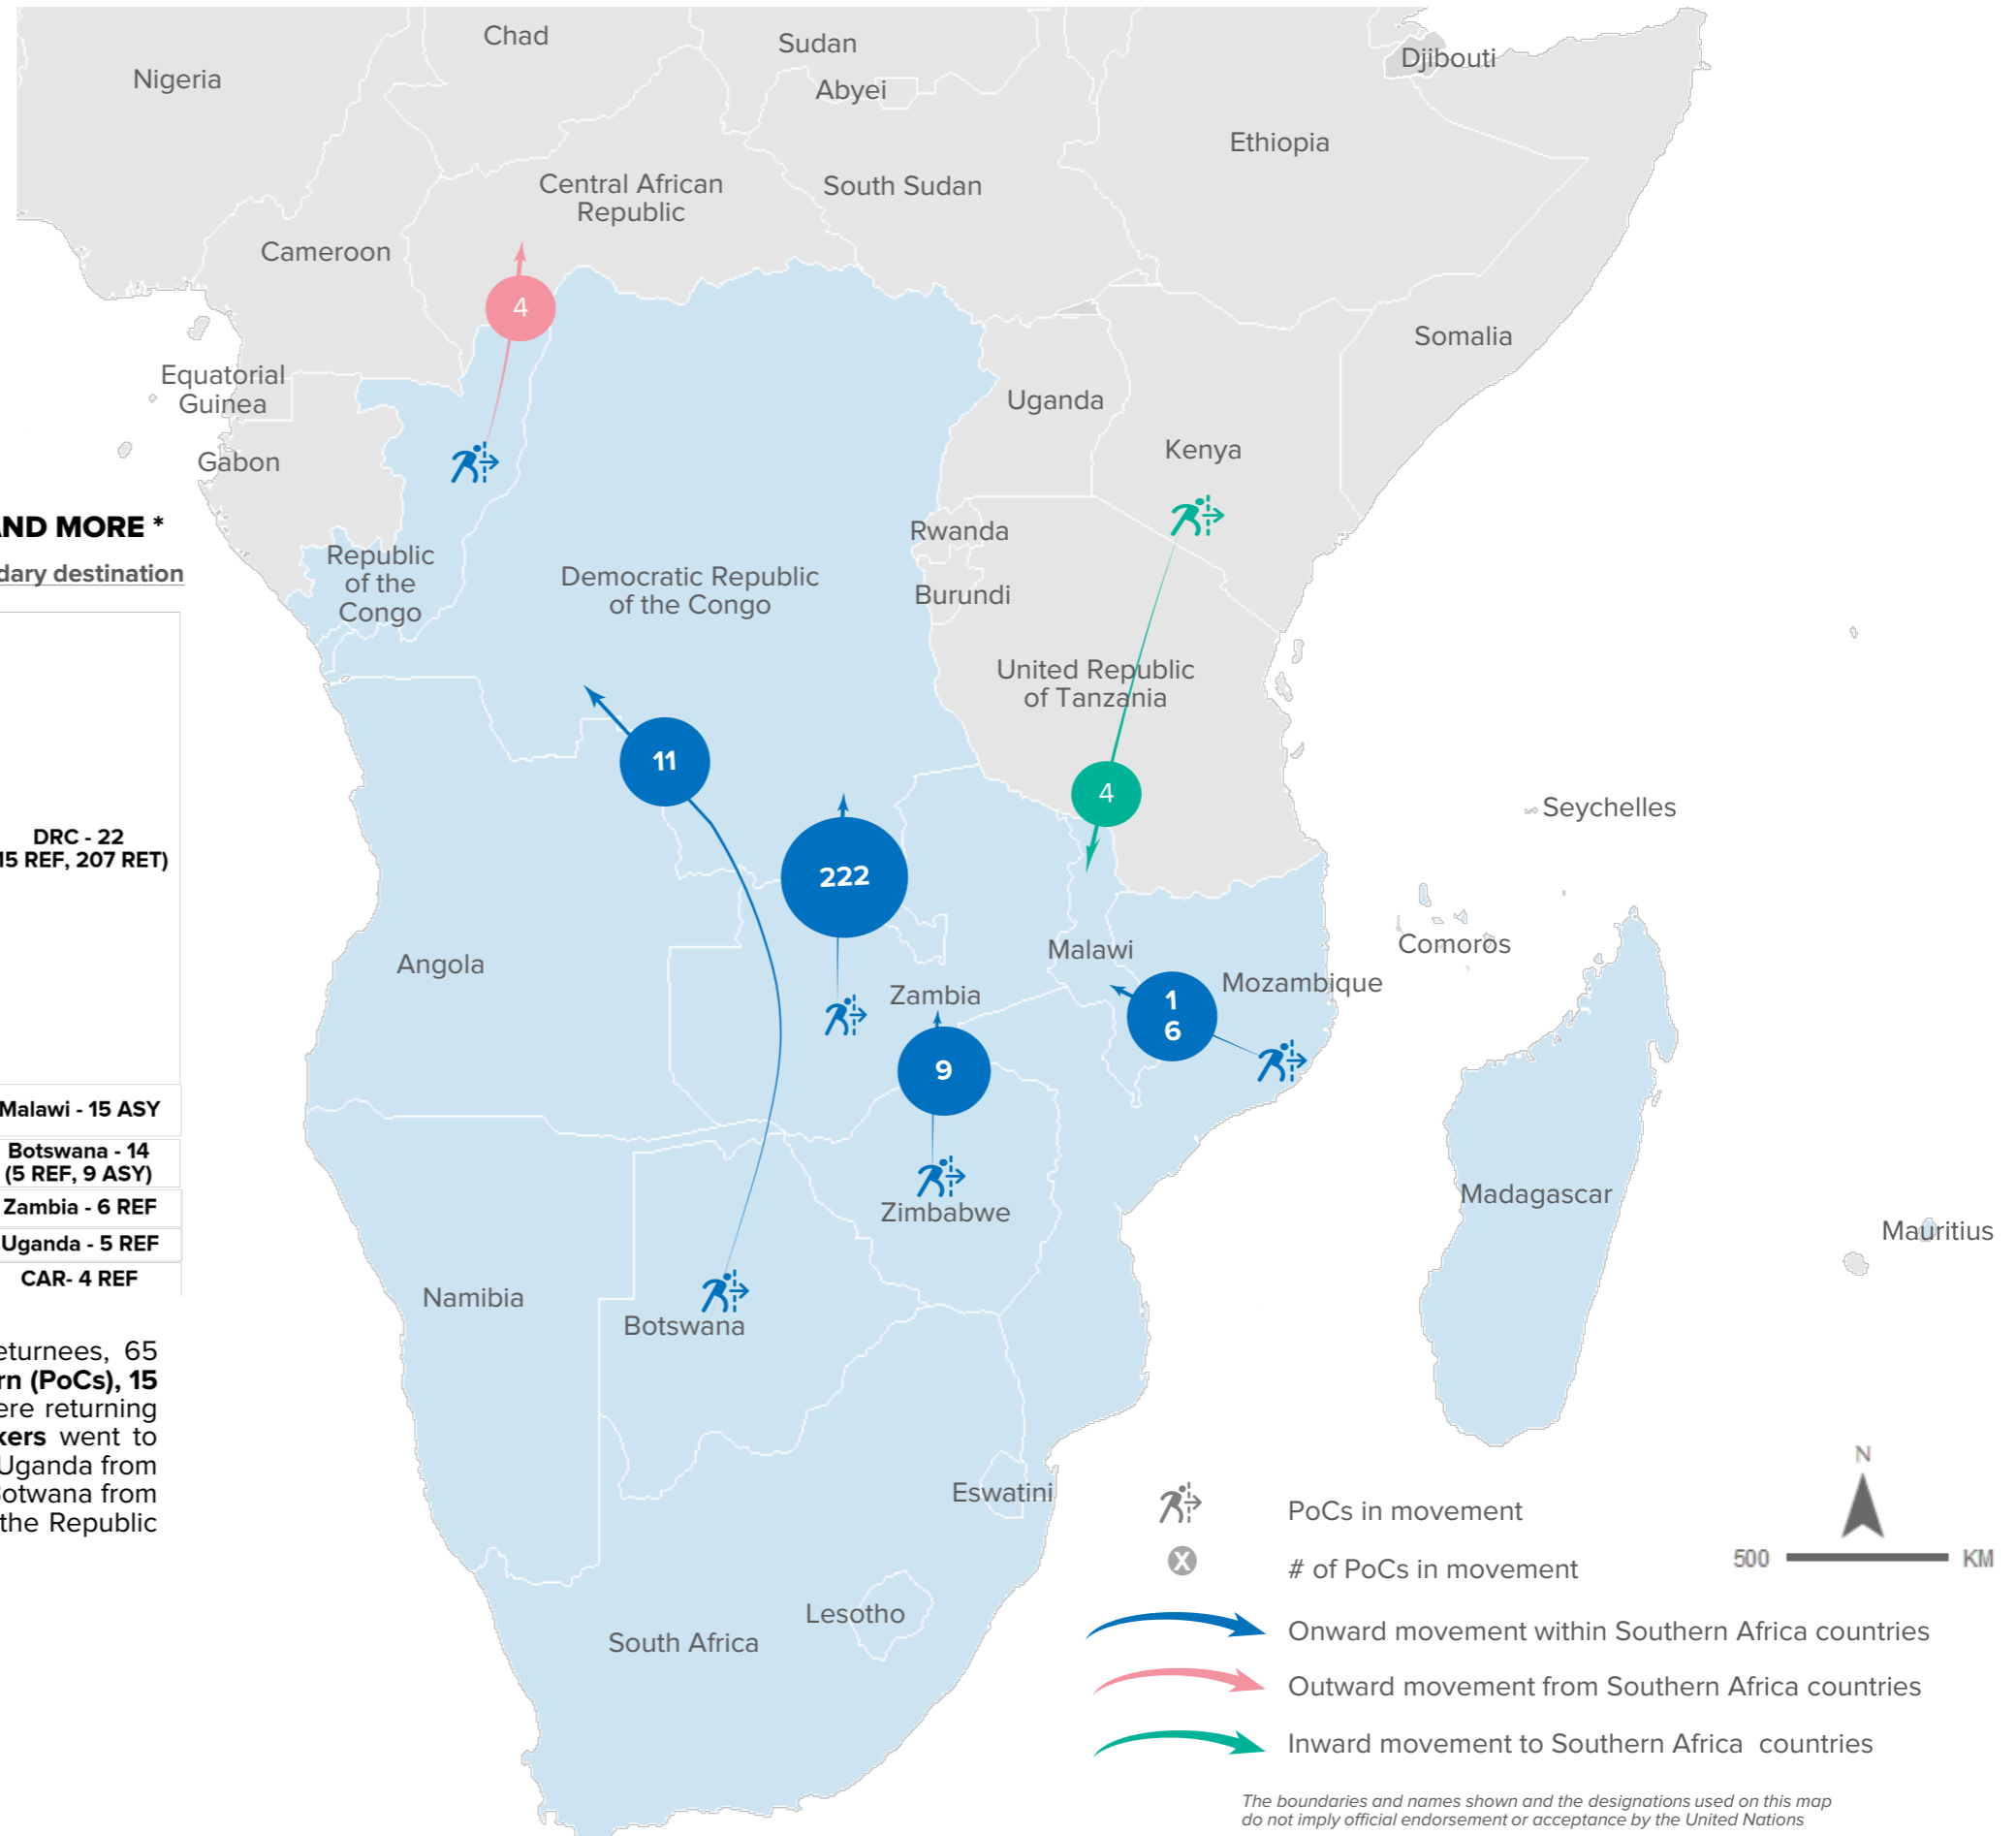 Chad
Sudan
Djibouti
Nigeria
Abyei
Ethiopia
Central African
Republic
South Sudan
Cameroon
4
Somalia
Equatorial
Guinea
Uganda
Gabon
Kenya
AND MORE *
dary destination
Rwanda
Republic
of the
Congo
Democratic Republic
of the Congo
Burundi
United Republic
of Tanzania
11
4
Seychelles
DRC - 22
15 REF, 207 RET)
222
Angola
Malawi
Comoros
Zambia
Mozambique
1
6
9
Malawi - 15 ASY
Botswana - 14
(5 REF, 9 ASY)
Zambia - 6 REF
Uganda - 5 REF
CAR- 4 REF
Zimbabwe
Madagascar
Mauritius
Namibia
Botswana
eturnees, 65
rn (PoCs), 15
ere returning
kers went to
Uganda from
Botwana from
the Republic
Eswatini
Lesotho
South Africa
N
500 KM
PoCs in movement
X
# of PoCs in movement
Onward movement within Southern Africa countries
Outward movement from Southern Africa countries
Inward movement to Southern Africa countries
The boundaries and names shown and the designations used on this map
do not imply official endorsement or acceptance by the United Nations